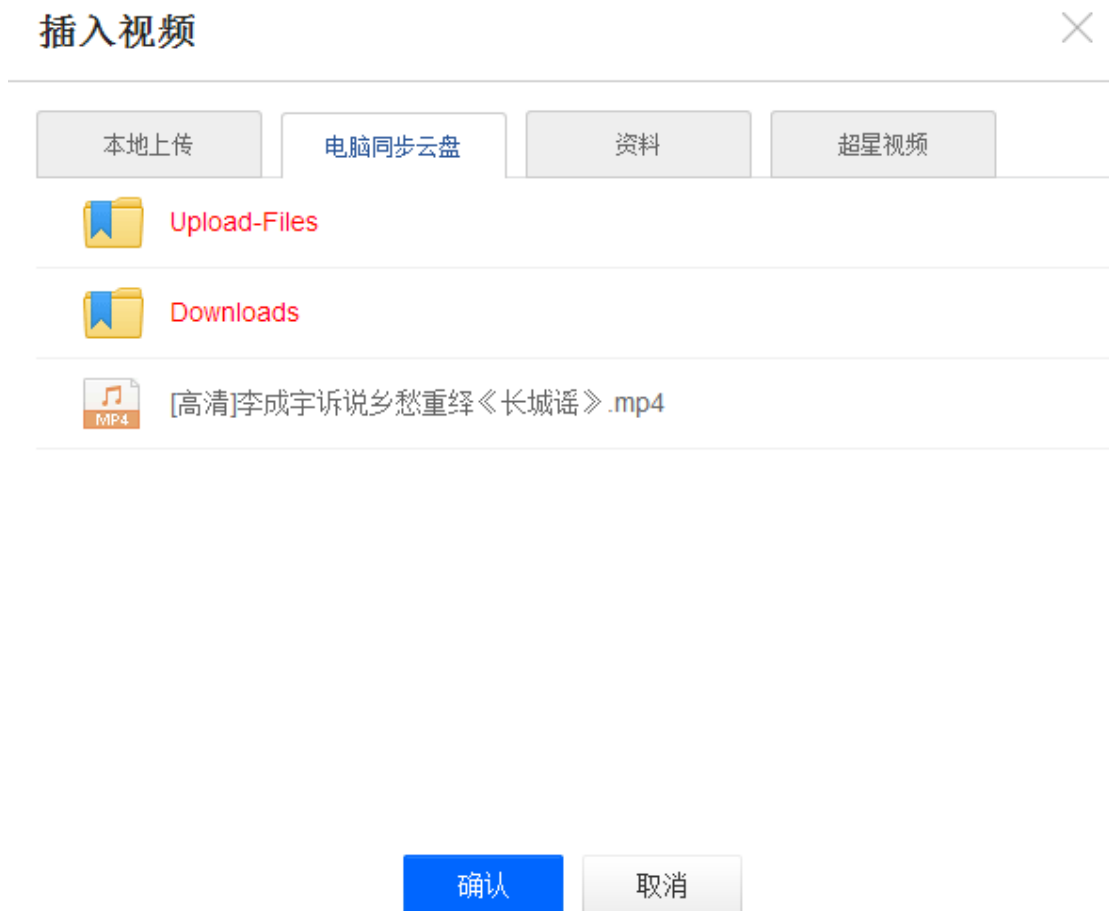 插入视频
本地上传 电脑同步云盘 资料 超星视频
Upload-Files
Downloads
[高清]李成宇诉说乡愁重绎《长城谣》.mp4
MP4
确认 取消